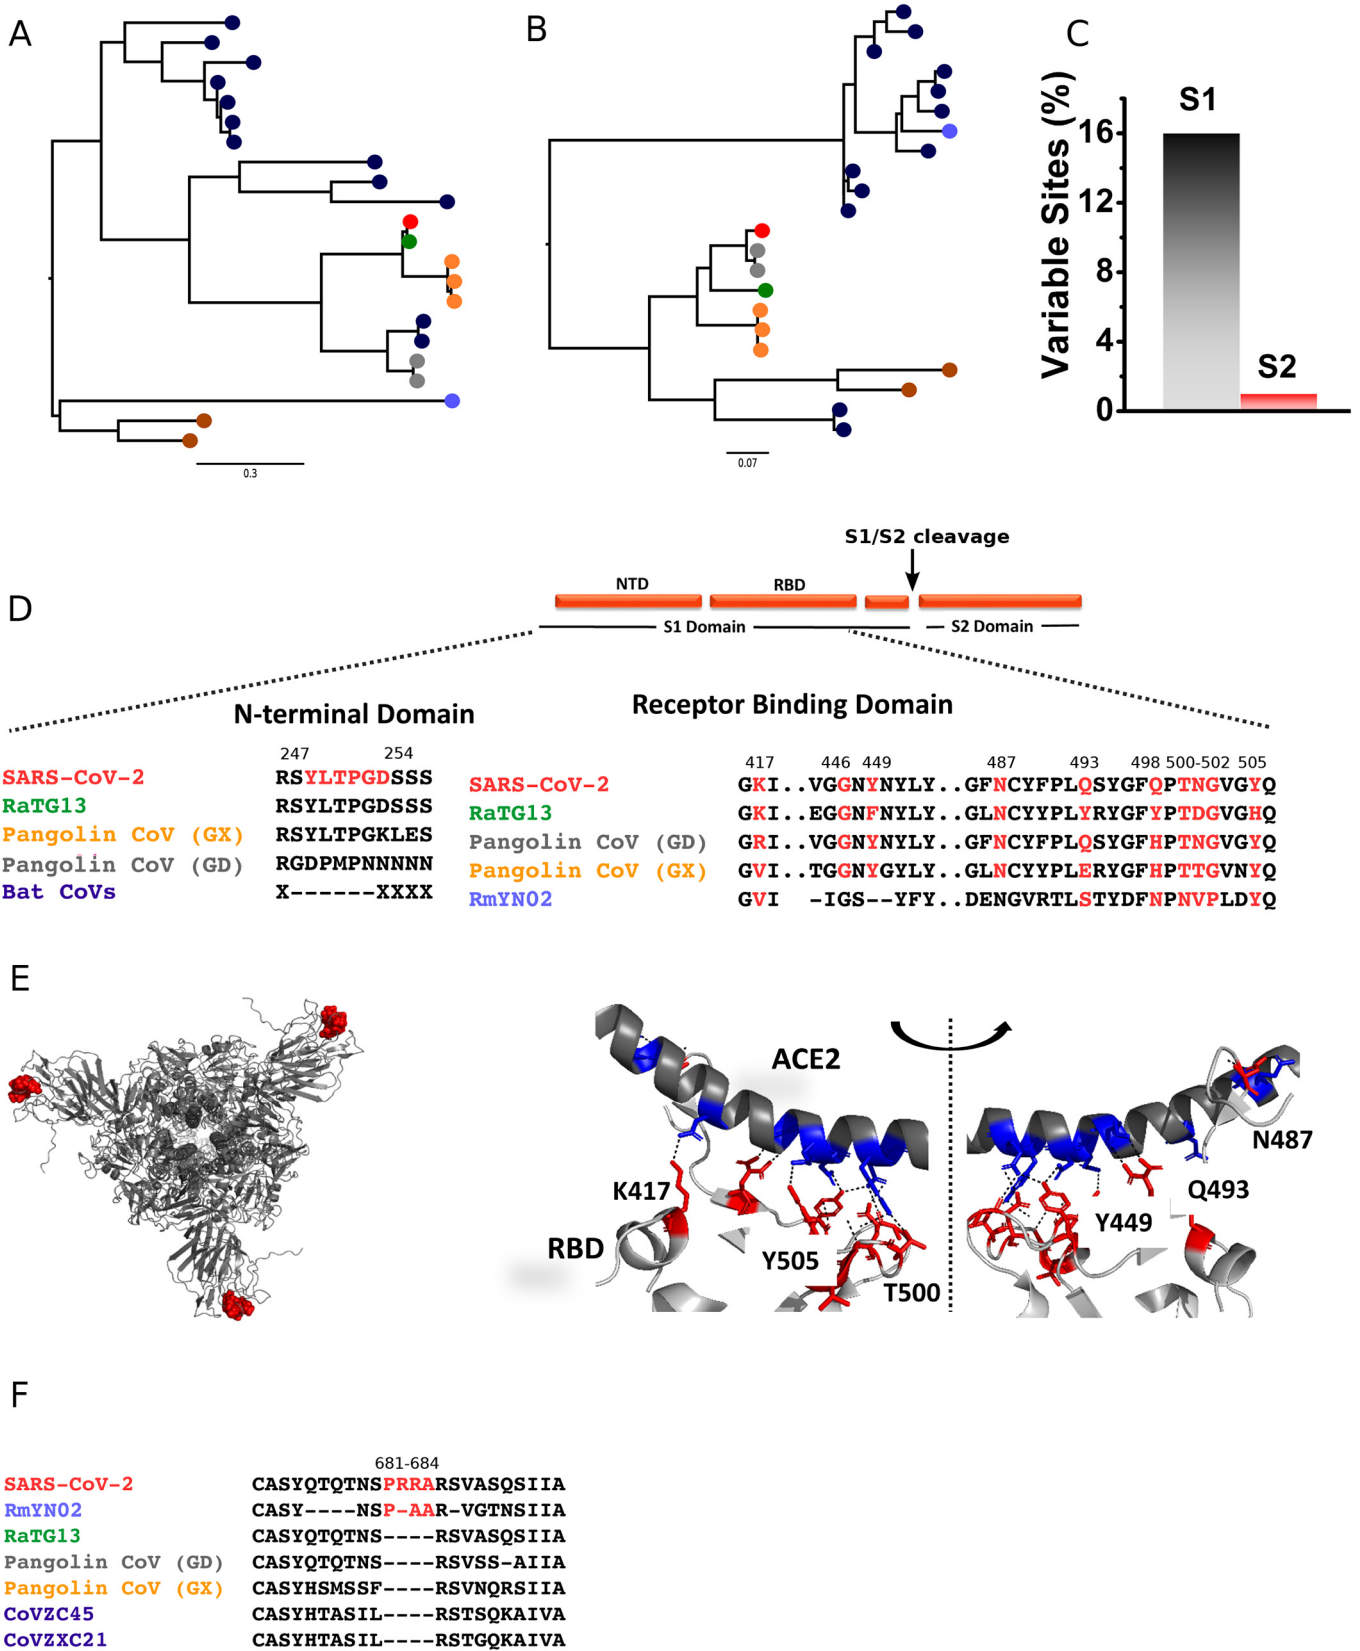 A
B
C
Variable Sites (%)
16
12
8
4
0
S1
S2
0.3
0.07
S1/S2 cleavage
D
NTD
RBD
S1 Domain
S2 Domain
N-terminal Domain
Receptor Binding Domain
247 254
SARS-CoV-2 RSYLTPGDSSS
RaTG13 RSYLTPGDSSS
Pangolin CoV (GX) RSYLTPGKLES
Pangolin CoV (GD) RGDPMPNNNNN
Bat CoVs X------XXXX
417 446 449 487 493 498 500-502 505
SARS-CoV-2 GKI..VGGNYNYLY..GFNCYFPLQSYGFQPTNGVGYQ
RaTG13 GKI..EGGNFNYLY..GLNCYFPLYRYGFYPTDGVGHQ
Pangolin CoV (GD) GRI..VGGNYNYLY..GFNCYFPLQSYGFHPTNGVGYQ
Pangolin CoV (GX) GVI..TGGNYGYLY..GLNCYFPLERYGFHPTTGVNYQ
RmYN02 GVI -IGS--YFY..DENGVRTLSTYDFNPNVPLDYQ
E
ACE2
K417
RBD
Y505
T500
N487
Q493
Y449
F
681-684
SARS-CoV-2 CASYQTQTNSPRRARSVASQSIIA
RmYN02 CASY----NSP-AAR-VGTNSIIA
RaTG13 CASYQTQTNS----RSVASQSIIA
Pangolin CoV (GD) CASYQTQTNS----RSVSS-AIIA
Pangolin CoV (GX) CASYHSMSSF----RSVNQRSIIA
CoVZC45 CASYHTASIL----RSTSQKAIVA
CoVZXC21 CASYHTASIL----RSTGQKAIVA